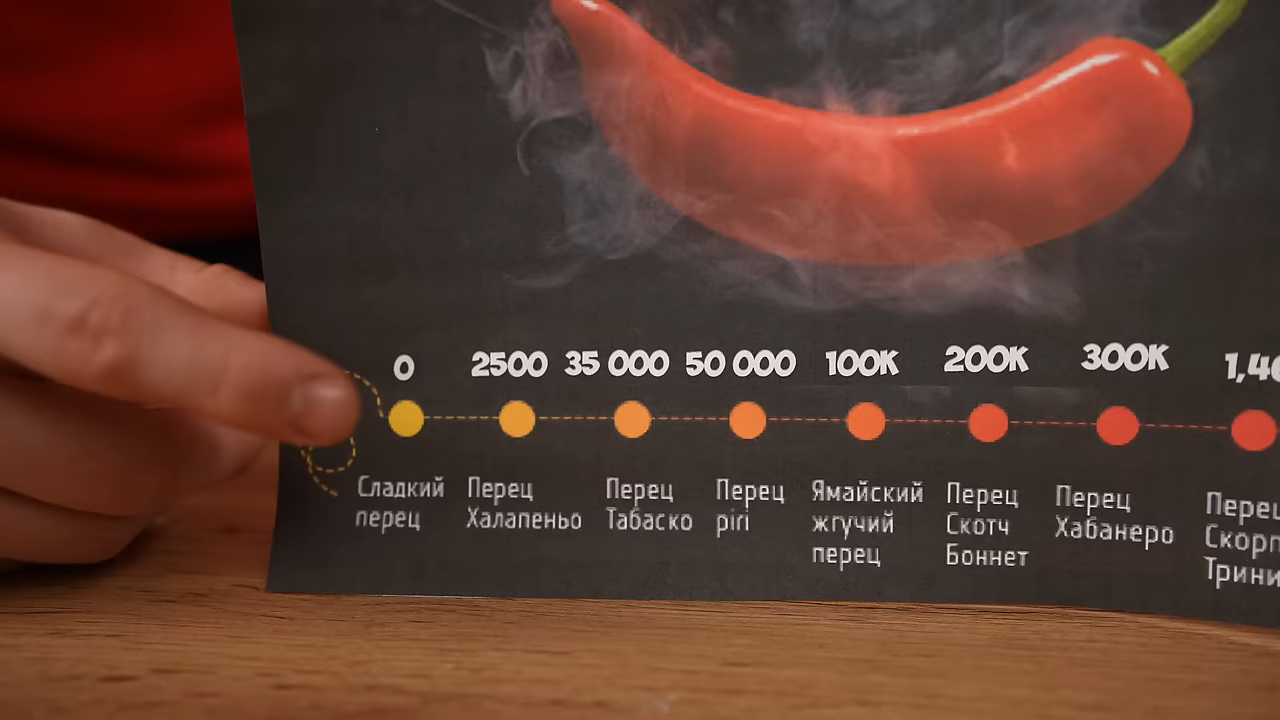 0 2500 35 000 50 000 100K 200K 300K
Сладкий
перец
Перец
Халапеньо
Перец
Табаско
Перец
piri
Ямайский
жгучий
перец
Перец
Скотч
Боннет
Перец
Хабанеро